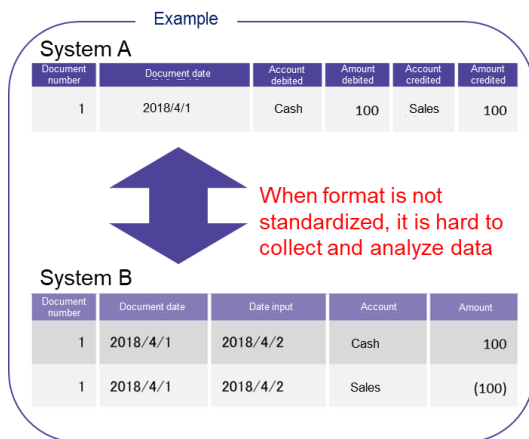 Example
System A
Document number Document date Account debited Amount debited Account credited Amount credited
1 2018/4/1 Cash 100 Sales 100
When format is not
standardized, it is hard to
collect and analyze data
System B
Document number Document date Date input Account Amount
1 2018/4/1 2018/4/2 Cash 100
1 2018/4/1 2018/4/2 Sales (100)